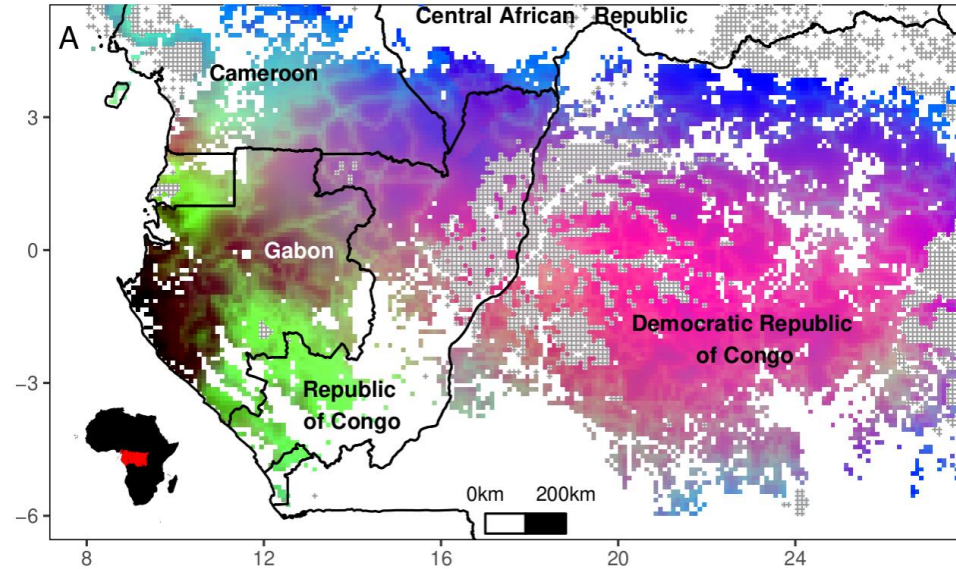 A
Central African Republic
Cameroon
Gabon
Democratic Republic
of Congo
Republic
of Congo
0km 200km
3
0
−3
−6
8 12 16 20 24